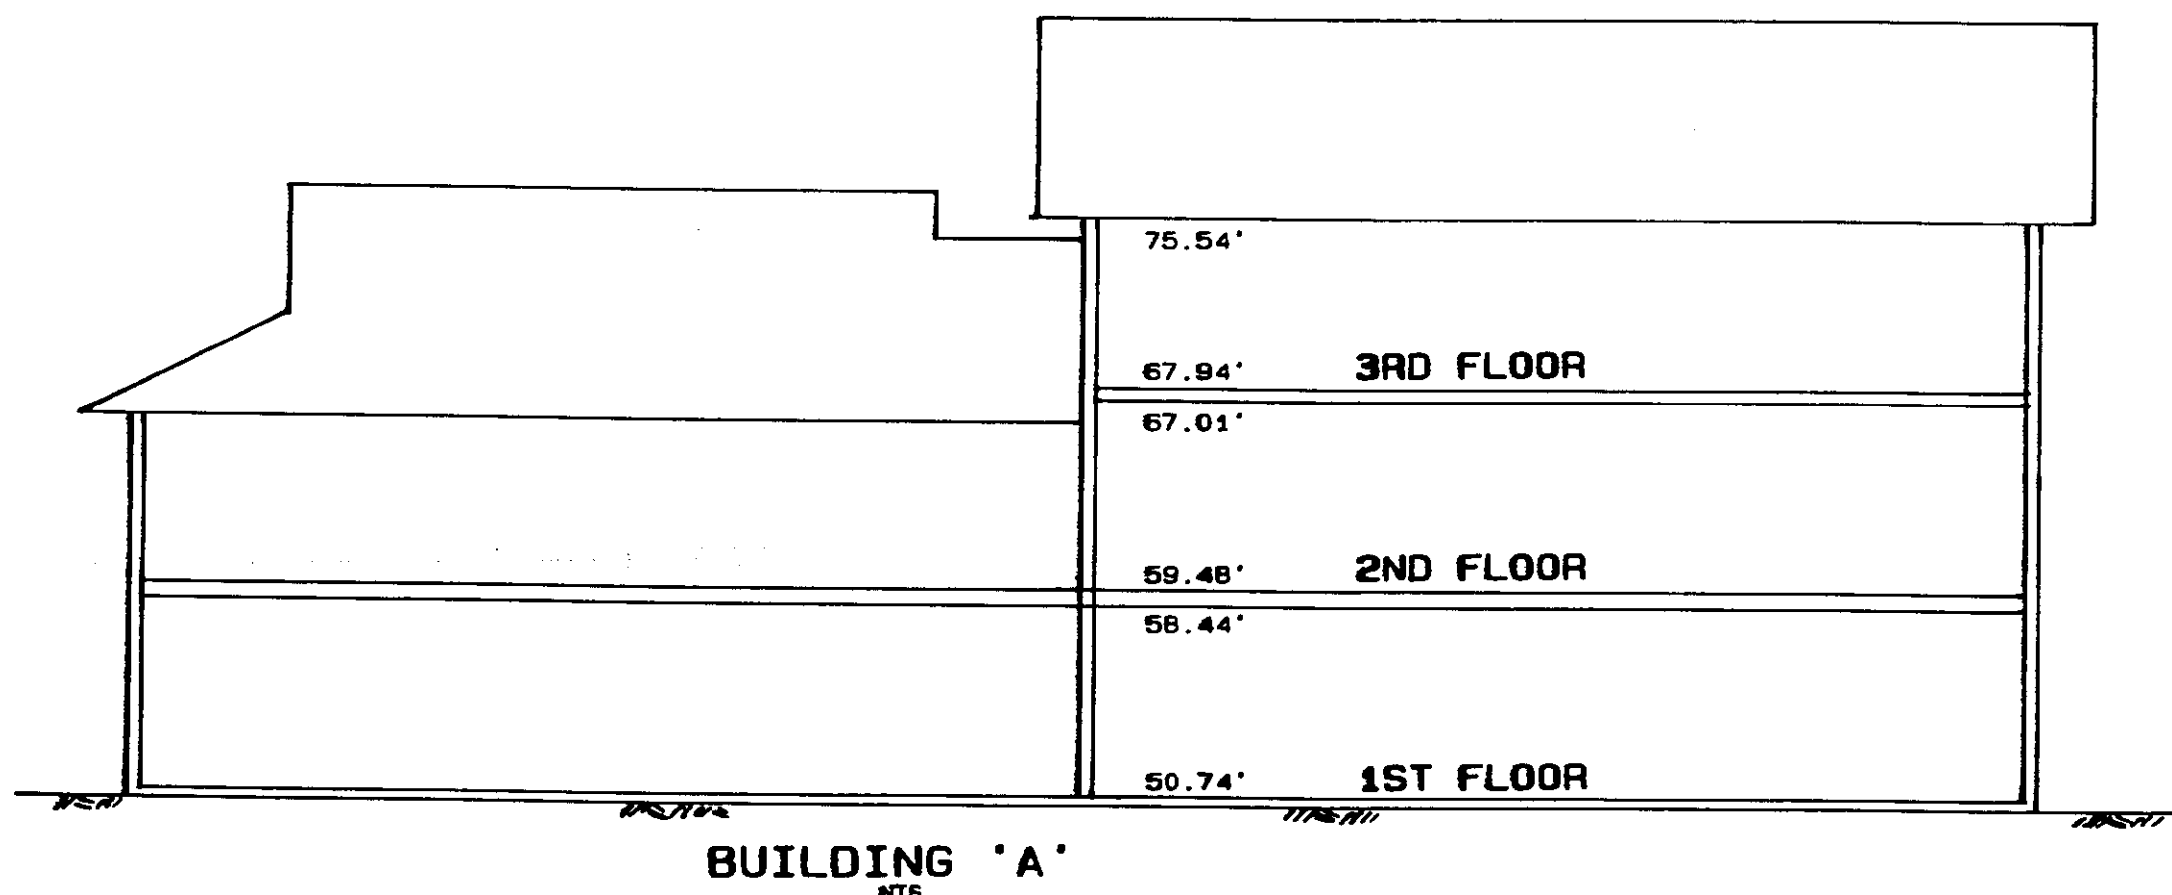 75.54'
67.94' 3RD FLOOR
67.01'
59.48' 2ND FLOOR
58.44'
50.74' 1ST FLOOR
BUILDING 'A'
NTS